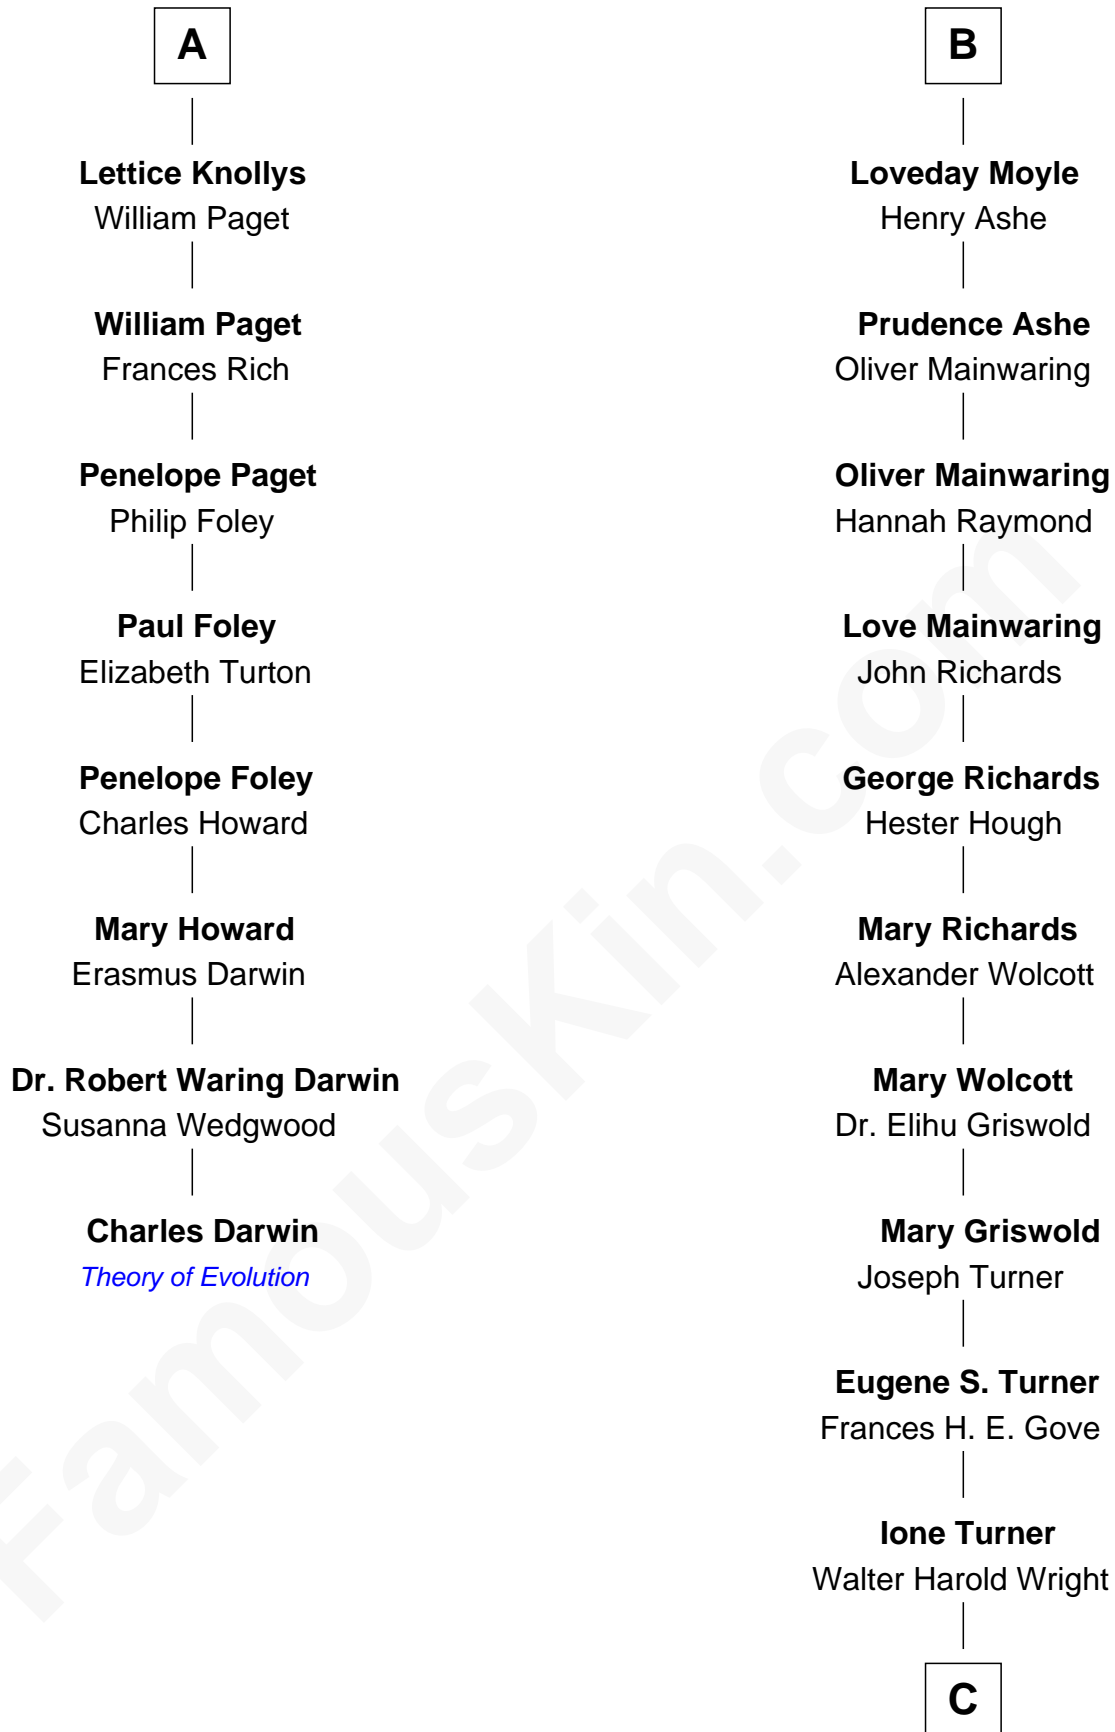 A
Lettice Knollys
William Paget
William Paget
Frances Rich
Penelope Paget
Philip Foley
Paul Foley
Elizabeth Turton
Penelope Foley
Charles Howard
Mary Howard
Erasmus Darwin
Dr. Robert Waring Darwin
Susanna Wedgwood
Charles Darwin
Theory of Evolution
B
Loveday Moyle
Henry Ashe
Prudence Ashe
Oliver Mainwaring
Oliver Mainwaring
Hannah Raymond
Love Mainwaring
John Richards
George Richards
Hester Hough
Mary Richards
Alexander Wolcott
Mary Wolcott
Dr. Elihu Griswold
Mary Griswold
Joseph Turner
Eugene S. Turner
Frances H. E. Gove
Ione Turner
Walter Harold Wright
C
FamousKin.com